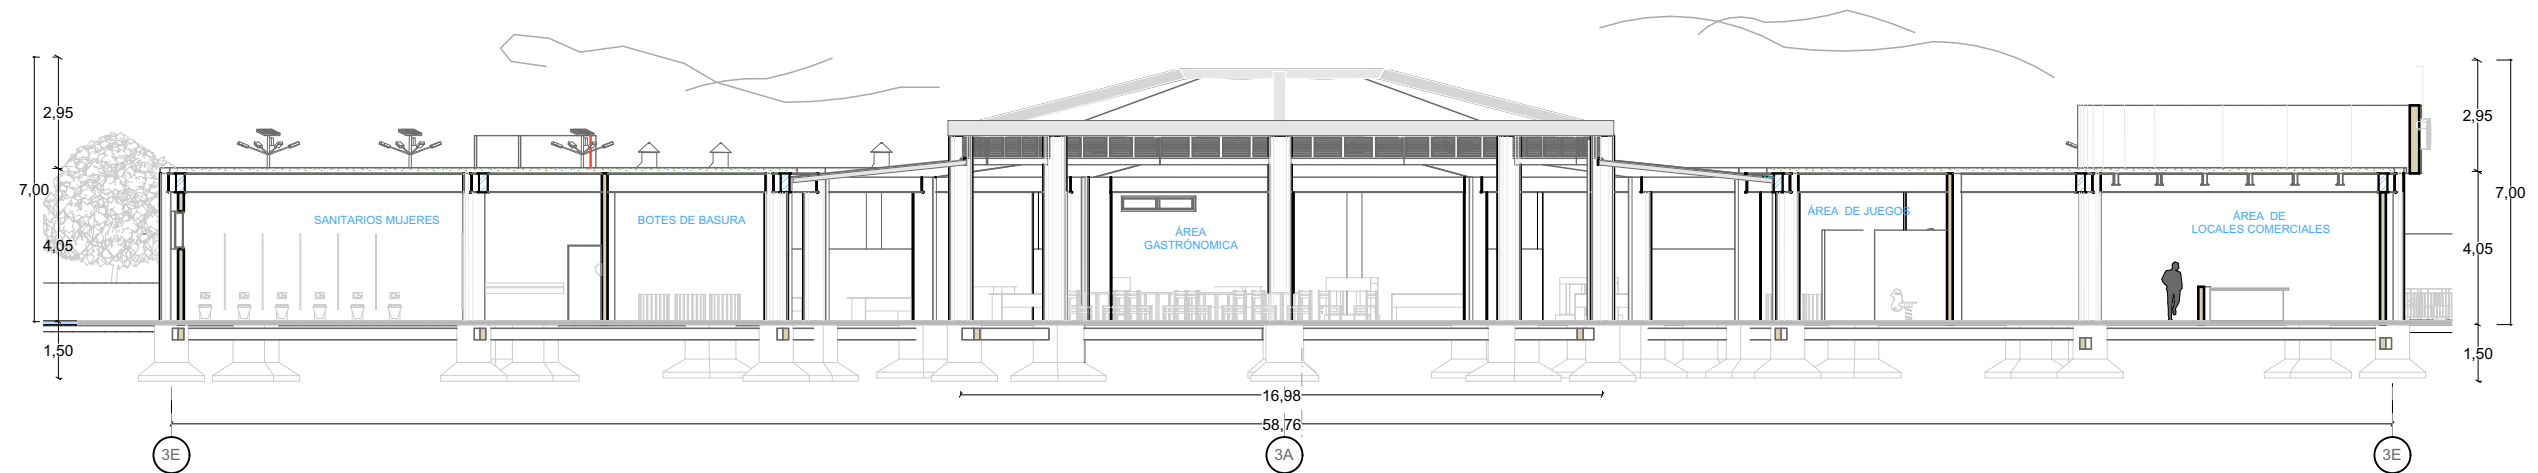 2,95
2,95
7,00
7,00
SANITARIOS MUJERES
BOTES DE BASURA
ÁREA
GASTRÓNOMICA
ÁREA  DE JUEGOS
ÁREA  DE
LOCALES COMERCIALES
4,05
4,05
1,50
1,50
16,98
58,76
3E
3A
3E